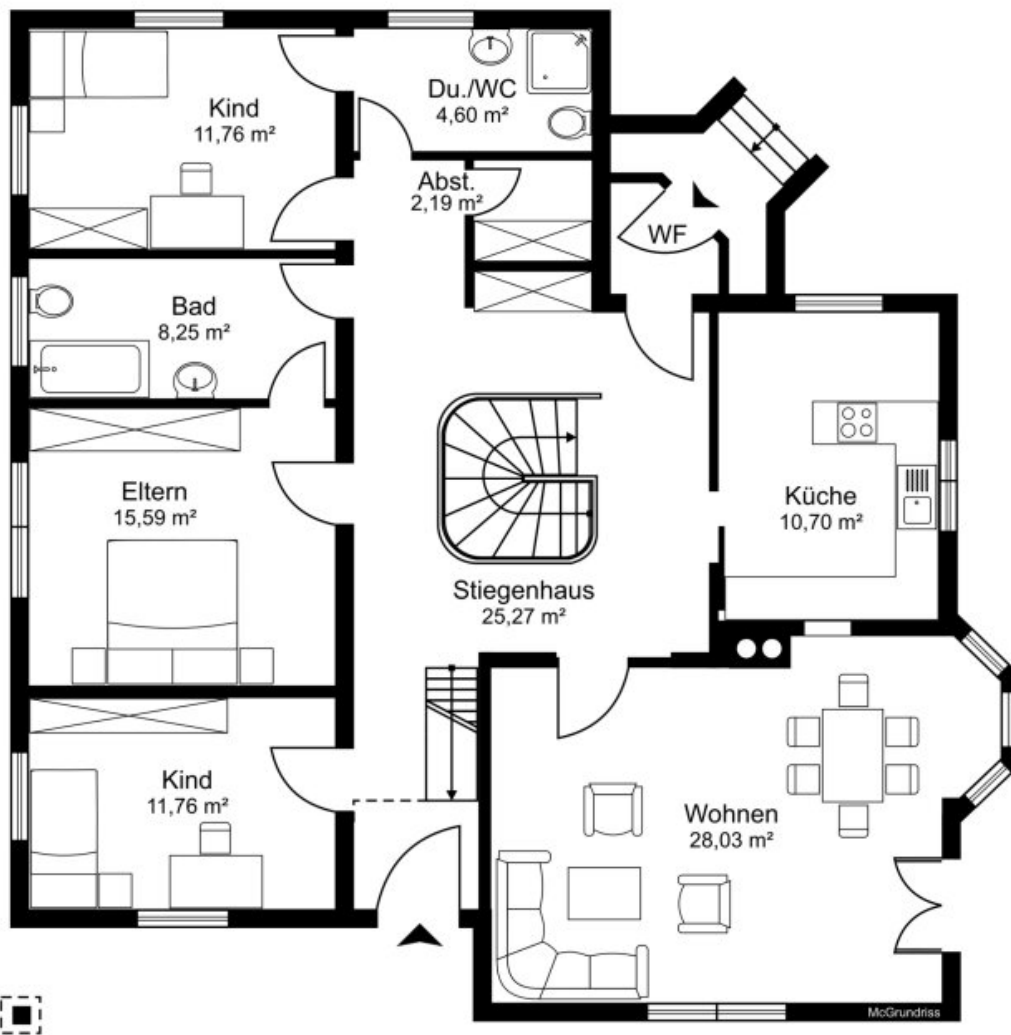 Kind
11,76 m²
Du./WC
4,60 m²
Abst.
2,19 m²
WF
Bad
8,25 m²
Eltern
15,59 m²
Küche
10,70 m²
Stiegenhaus
25,27 m²
Kind
11,76 m²
Wohnen
28,03 m²
McGrundriss